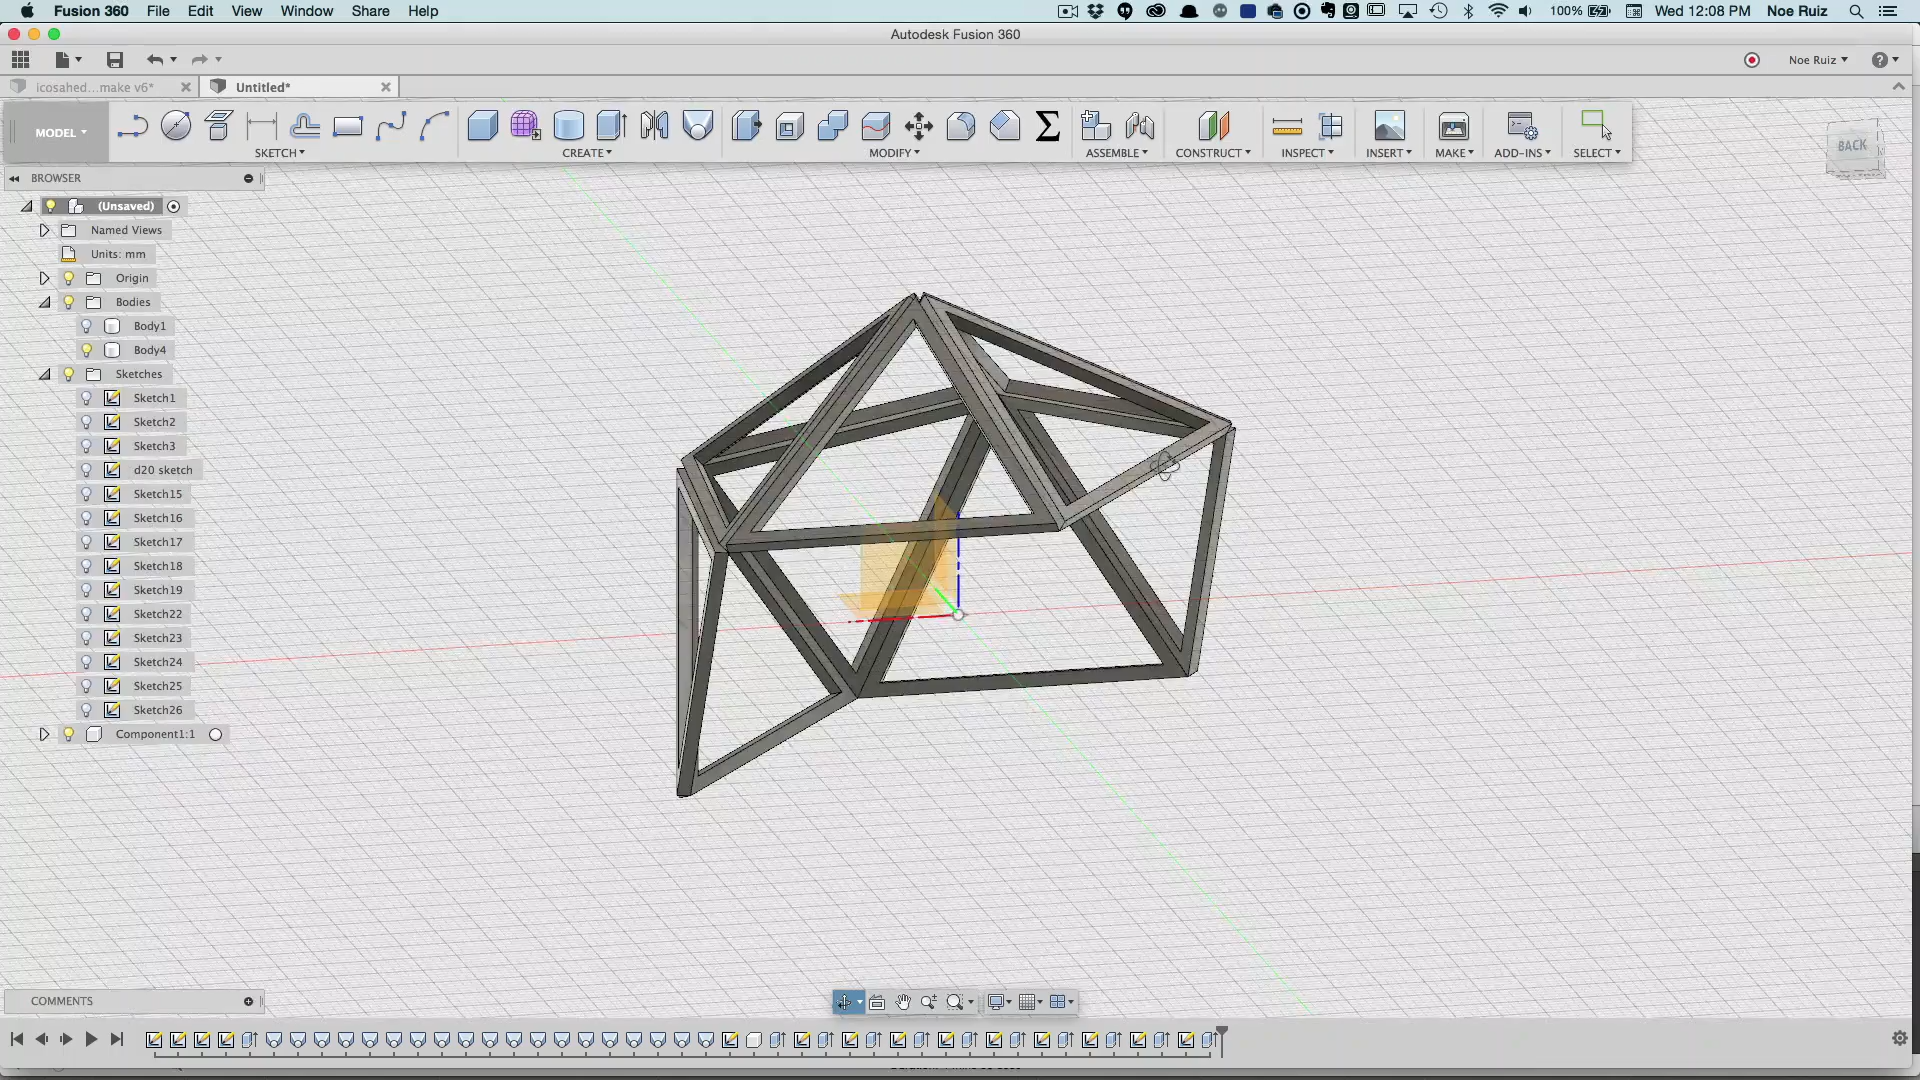 Fusion 360 File Edit View Window Share Help 100% Wed 12:08 PM Noe Ruiz
Autodesk Fusion 360
Noe Ruiz
icosahed...make v6* Untitled*
MODEL
SKETCH CREATE MODIFY ASSEMBLE CONSTRUCT INSPECT INSERT MAKE ADD-INS SELECT
BACK
BROWSER
(Unsaved)
Named Views
Units: mm
Origin
Bodies
Body1
Body4
Sketches
Sketch1
Sketch2
Sketch3
d20 sketch
Sketch15
Sketch16
Sketch17
Sketch18
Sketch19
Sketch22
Sketch23
Sketch24
Sketch25
Sketch26
Component1:1
COMMENTS